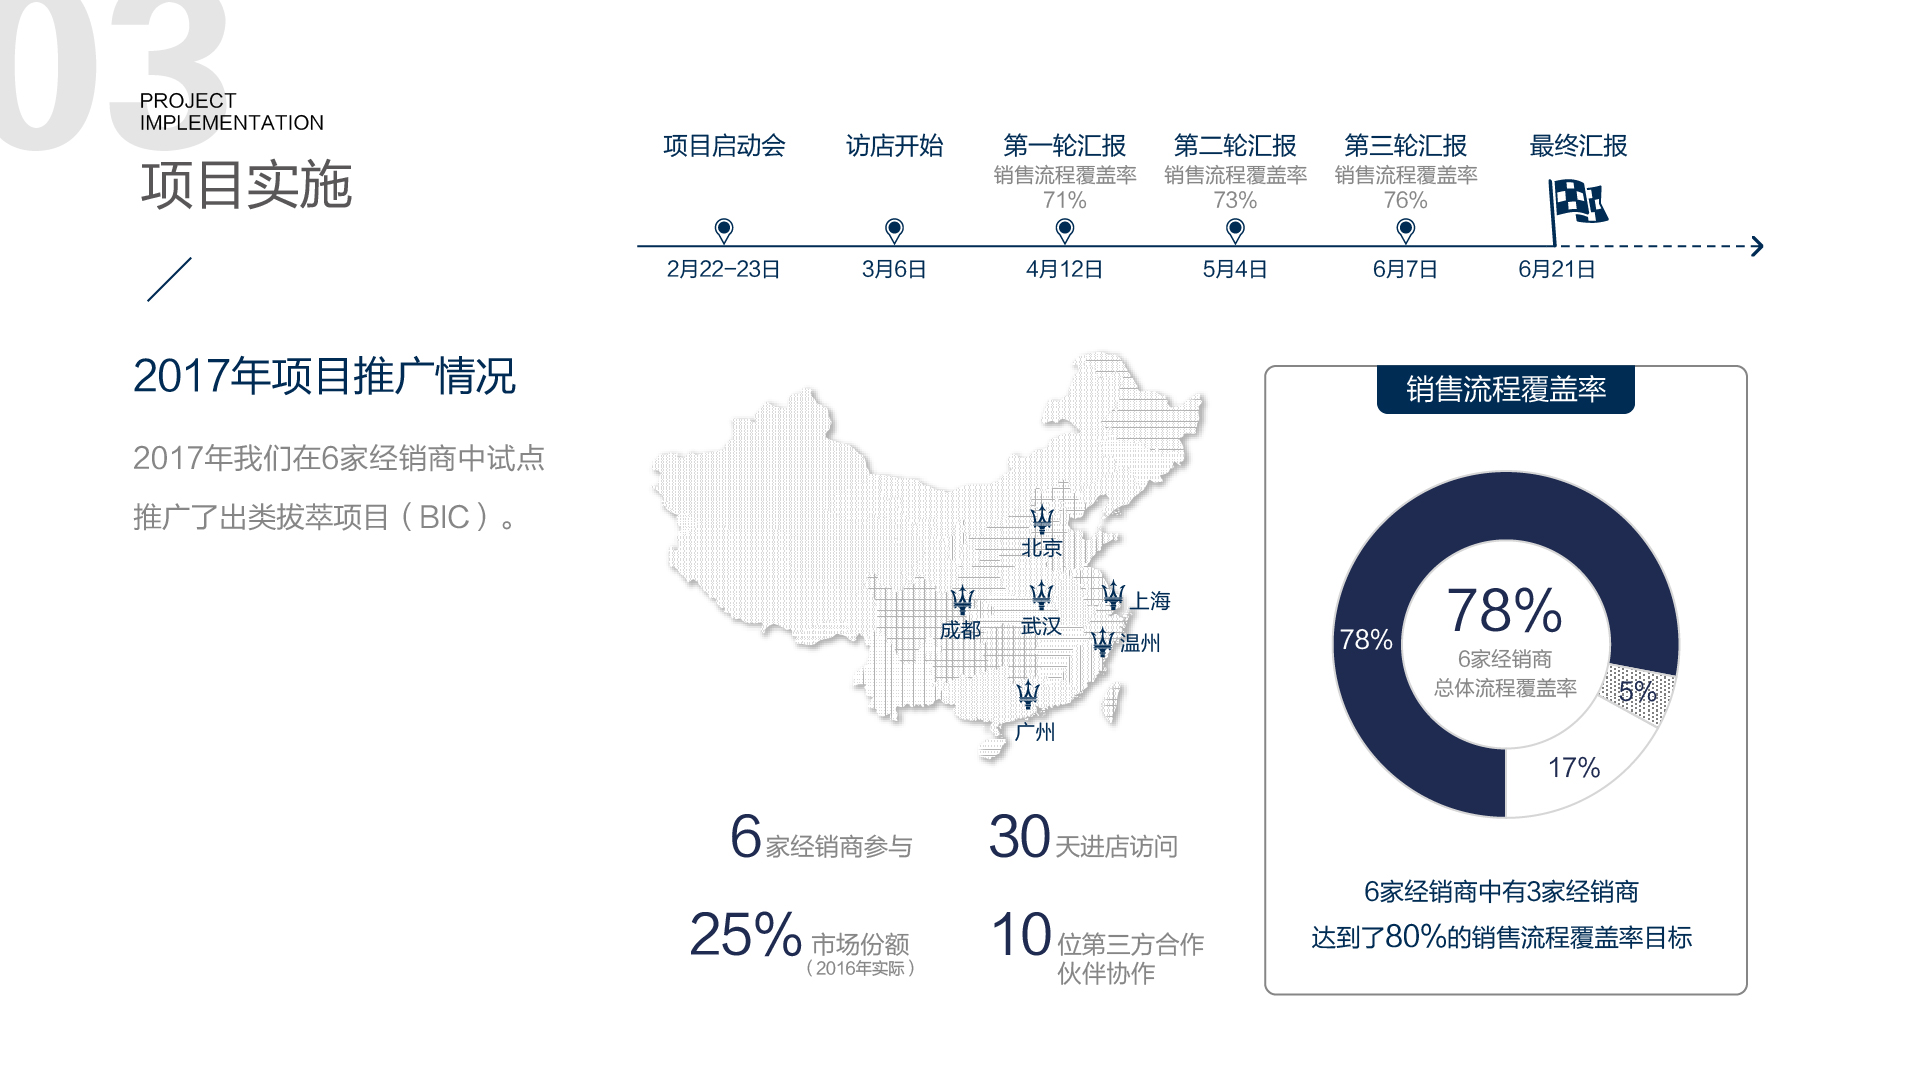 03
PROJECT
IMPLEMENTATION
项目实施
2017年项目推广情况
2017年我们在6家经销商中试点
推广了出类拔萃项目（BIC）。
项目启动会
2月22-23日
访店开始
3月6日
第一轮汇报
销售流程覆盖率
71%
4月12日
第二轮汇报
销售流程覆盖率
73%
5月4日
第三轮汇报
销售流程覆盖率
76%
6月7日
最终汇报
6月21日
北京
上海
成都
武汉
温州
广州
6家经销商参与
30天进店访问
25%市场份额
（2016年实际）
10位第三方合作
伙伴协作
销售流程覆盖率
78%
78%
6家经销商
总体流程覆盖率
5%
17%
6家经销商中有3家经销商
达到了80%的销售流程覆盖率目标